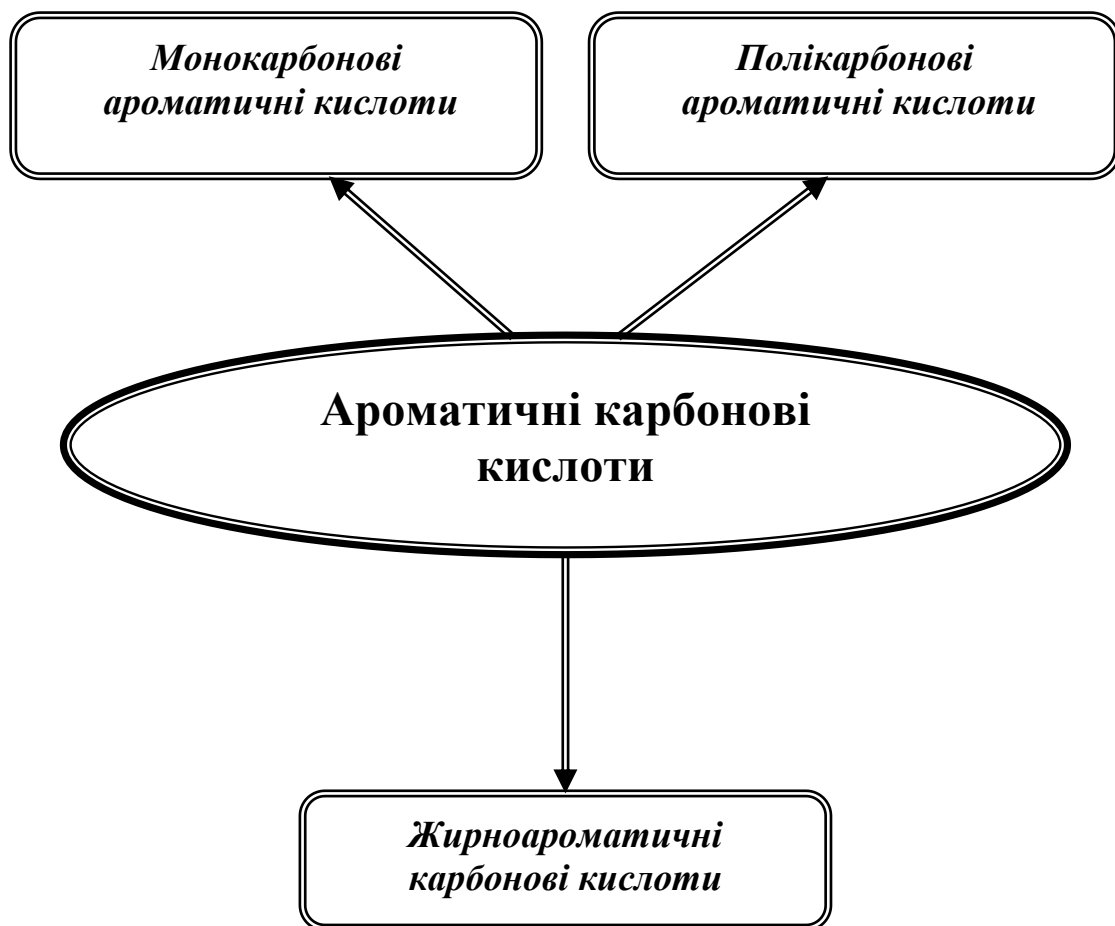 Монокарбонові
ароматичні кислоти
Полікарбонові
ароматичні кислоти
Ароматичні карбонові
кислоти
Жирноароматичні
карбонові кислоти